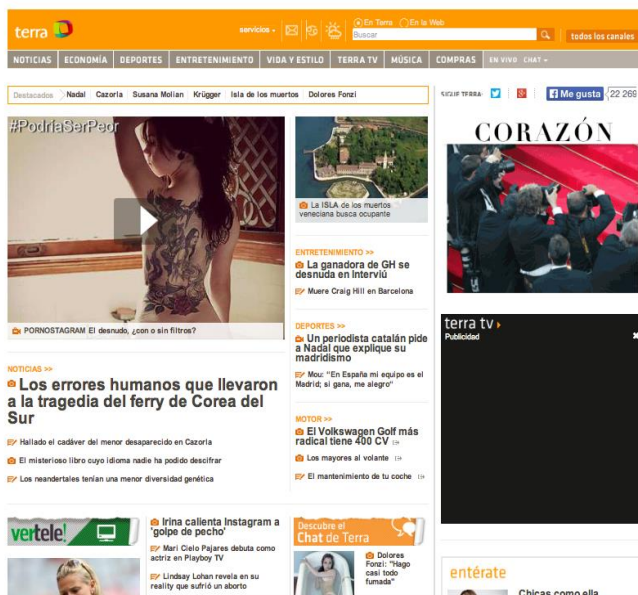 terra
servicios
En Terra En la Web
Buscar
todos los canales
NOTICIAS ECONOMÍA DEPORTES ENTRETENIMIENTO VIDA Y ESTILO TERRA TV MÚSICA COMPRAS EN VIVO CHAT
Destacados Nadal Cazorla Susana Molian Krügger Isla de los muertos Dolores Fonzi
SIGUE TERRA:
Me gusta 22 269
#PodriaSerPeor
PORNOSTAGRAM El desnudo, ¿con o sin filtros?
NOTICIAS >>
Los errores humanos que llevaron
a la tragedia del ferry de Corea del
Sur
Hallado el cadáver del menor desaparecido en Cazorla
El misterioso libro cuyo idioma nadie ha podido descifrar
Los neandertales tenían una menor diversidad genética
La ISLA de los muertos
veneciana busca ocupante
ENTRETENIMIENTO >>
La ganadora de GH se
desnuda en Interviú
Muere Craig Hill en Barcelona
DEPORTES >>
Un periodista catalán pide
a Nadal que explique su
madridismo
Mou: "En España mi equipo es el
Madrid; si gana, me alegro"
MOTOR >>
El Volkswagen Golf más
radical tiene 400 CV
Los mayores al volante
El mantenimiento de tu coche
CORAZÓN
terra tv
Publicidad
vertele!
Irina calienta Instagram a
'golpe de pecho'
Mari Cielo Pajares debuta como
actriz en Playboy TV
Lindsay Lohan revela en su
reality que sufrió un aborto
Descubre el
Chat de Terra
Dolores
Fonzi: "Hago
casi todo
fumada"
entérate
Chicas como ella